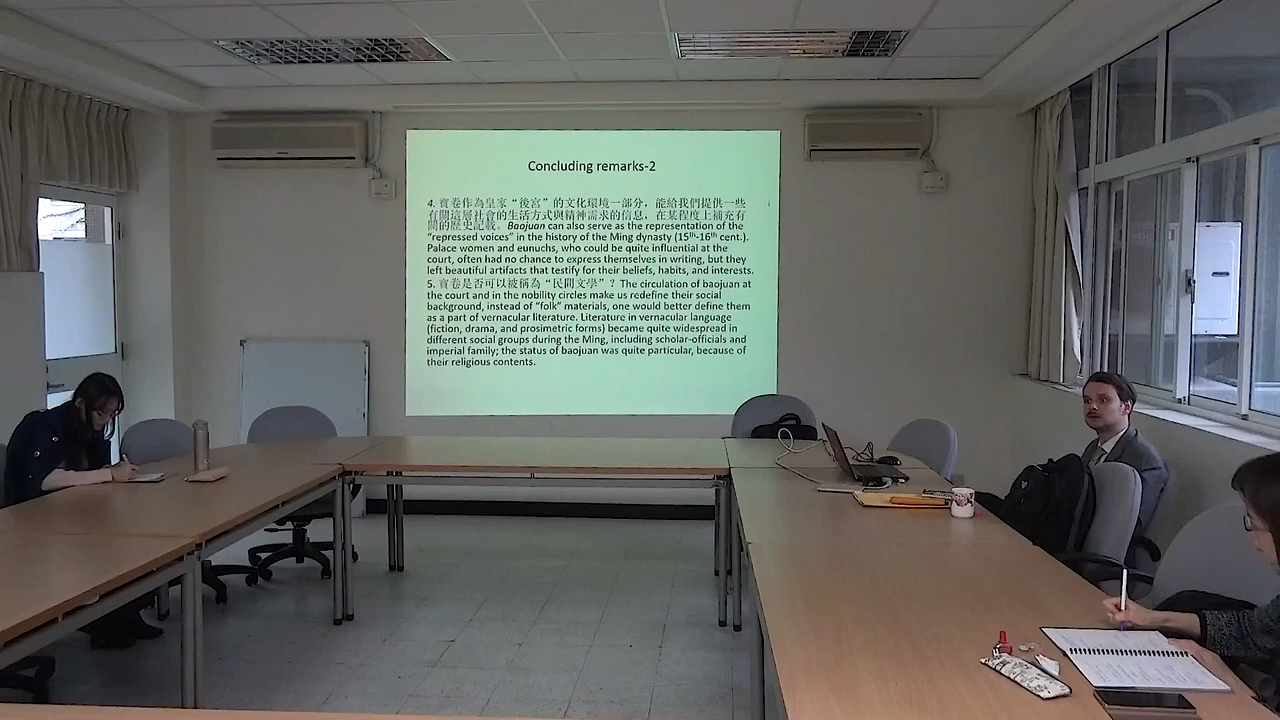 Concluding remarks-2
4. 寶卷作為皇家“後宮”的文化環境一部分，能給我們提供一些
有關這層社會的生活方式與精神需求的信息，在某程度上補充有
關的歷史記載。Baojuan can also serve as the representation of the
“repressed voices” in the history of the Ming dynasty (15th-16th cent.).
Palace women and eunuchs, who could be quite influential at the
court, often had no chance to express themselves in writing, but they
left beautiful artifacts that testify for their beliefs, habits, and interests.
5. 寶卷是否可以被稱為“民間文學”？The circulation of baojuan at
the court and in the nobility circles make us redefine their social
background, instead of “folk” materials, one would better define them
as a part of vernacular literature. Literature in vernacular language
(fiction, drama, and prosimetric forms) became quite widespread in
different social groups during the Ming, including scholar-officials and
imperial family; the status of baojuan was quite particular, because of
their religious contents.